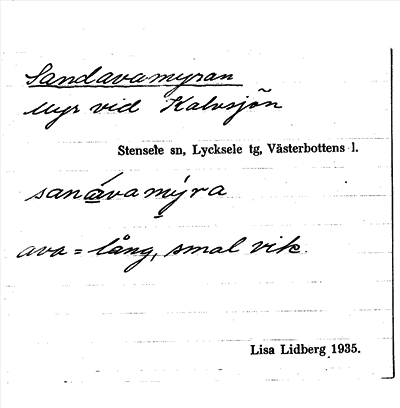 Sandavamyran
Myr vid Kalvsjön
Stensele sn, Lycksele tg, Västerbottens l.
sanávamýra
ava = lång, smal vik.
Lisa Lidberg 1935.